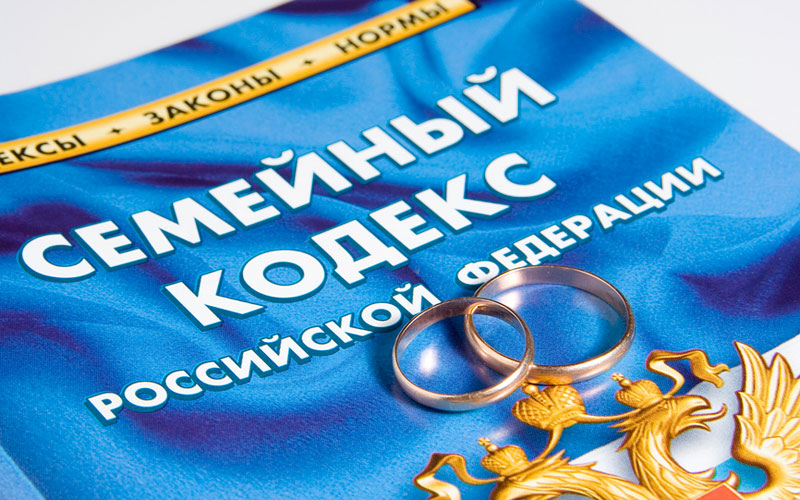 ЕКСЫ + ЗАКОНЫ + НОРМЫ
СЕМЕЙНЫЙ
КОДЕКС
РОССИЙСКОЙ ФЕДЕРАЦИИ